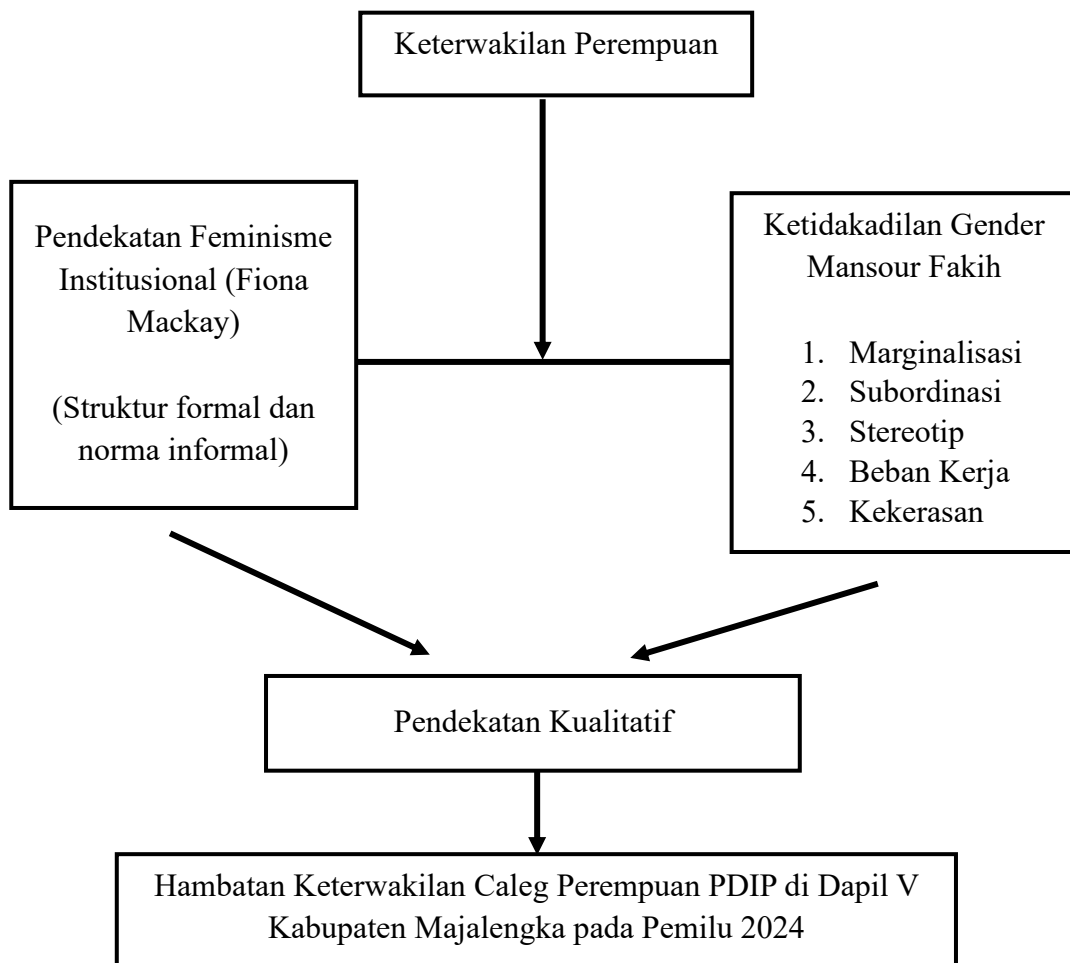 Keterwakilan Perempuan
Pendekatan Feminisme
Institusional (Fiona
Mackay)
(Struktur formal dan
norma informal)
Ketidakadilan Gender
Mansour Fakih
1. Marginalisasi
2. Subordinasi
3. Stereotip
4. Beban Kerja
5. Kekerasan
Pendekatan Kualitatif
Hambatan Keterwakilan Caleg Perempuan PDIP di Dapil V
Kabupaten Majalengka pada Pemilu 2024